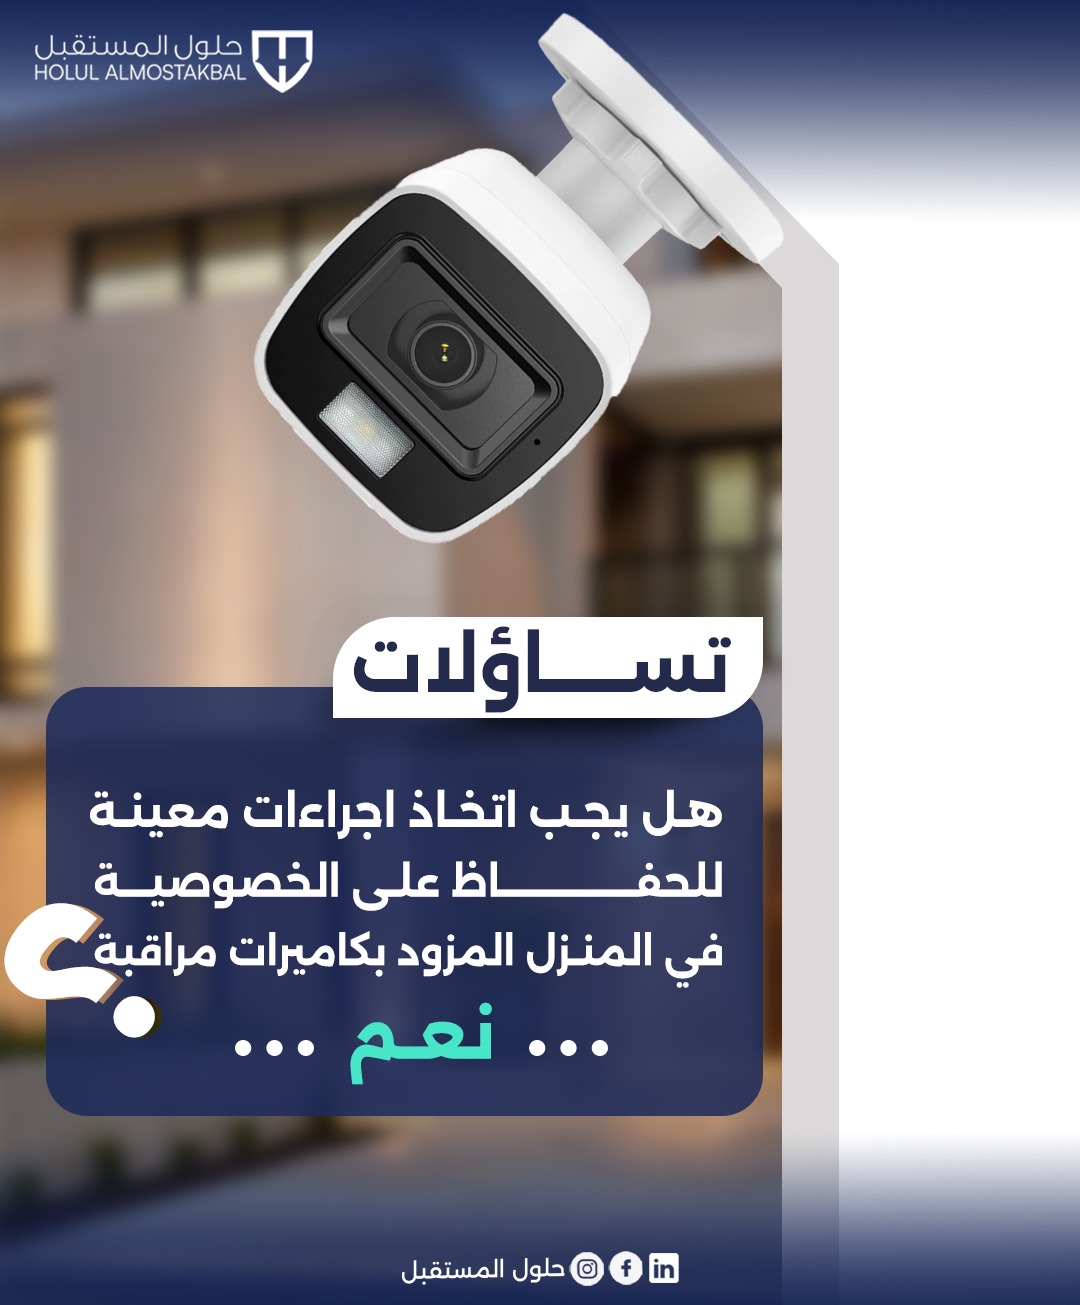 حلول المستقبل
HOLUL ALMOSTAKBAL
تساؤلات
هل يجب اتخاذ اجراءات معينة
للحفاظ على الخصوصية
في المنزل المزود بكاميرات مراقبة
؟
... نعم ...
حلول المستقبل